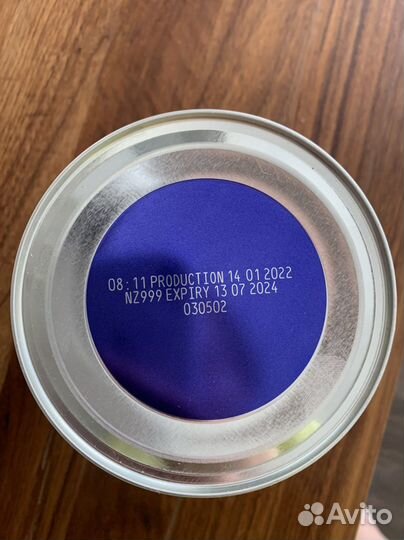 08:11 PRODUCTION 14 01 2022
NZ999 EXPIRY 13 07 2024
030502
Avito